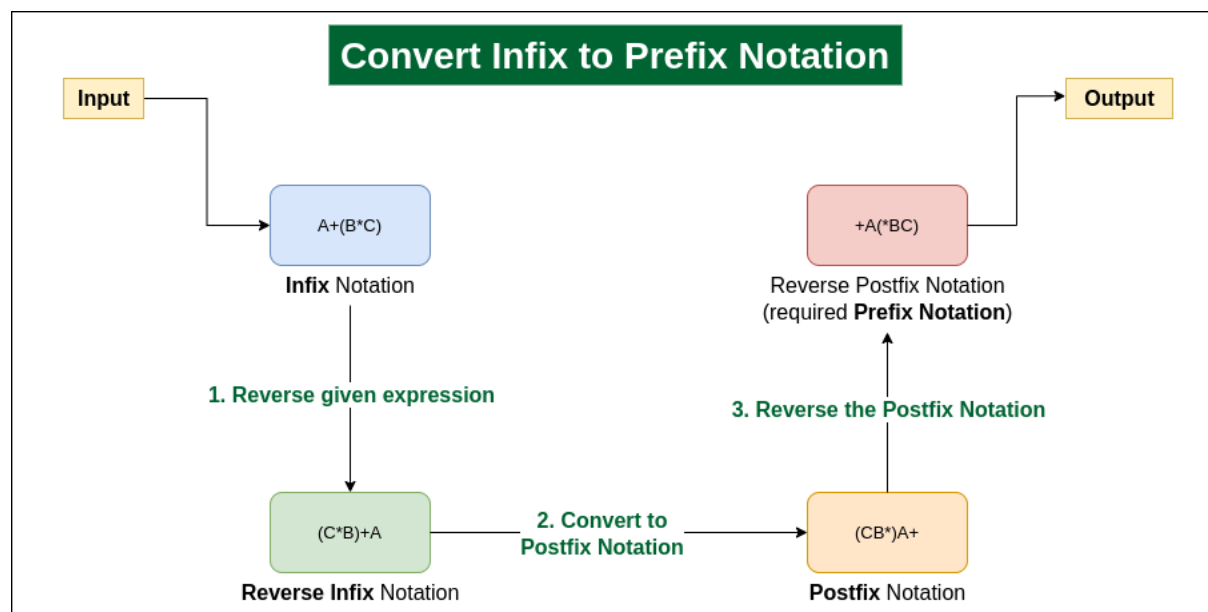 Convert Infix to Prefix Notation
Input
Output
A+(B*C)
Infix Notation
+A(*BC)
Reverse Postfix Notation
(required Prefix Notation)
1. Reverse given expression
3. Reverse the Postfix Notation
(C*B)+A
Reverse Infix Notation
2. Convert to
Postfix Notation
(CB*)A+
Postfix Notation